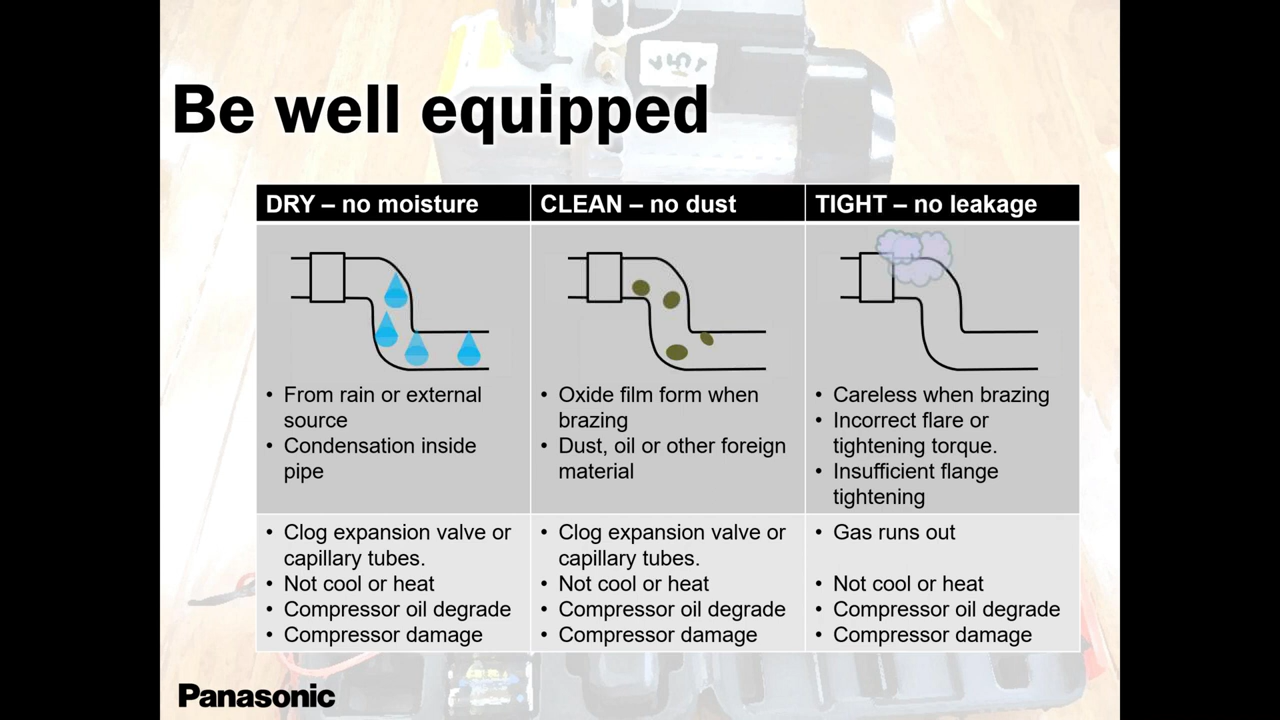 Be well equipped
DRY – no moisture
CLEAN – no dust
TIGHT – no leakage
• From rain or external
source
• Condensation inside
pipe
• Oxide film form when
brazing
• Dust, oil or other foreign
material
• Careless when brazing
• Incorrect flare or
tightening torque.
• Insufficient flange
tightening
• Clog expansion valve or
capillary tubes.
• Not cool or heat
• Compressor oil degrade
• Compressor damage
• Clog expansion valve or
capillary tubes.
• Not cool or heat
• Compressor oil degrade
• Compressor damage
• Gas runs out
• Not cool or heat
• Compressor oil degrade
• Compressor damage
Panasonic